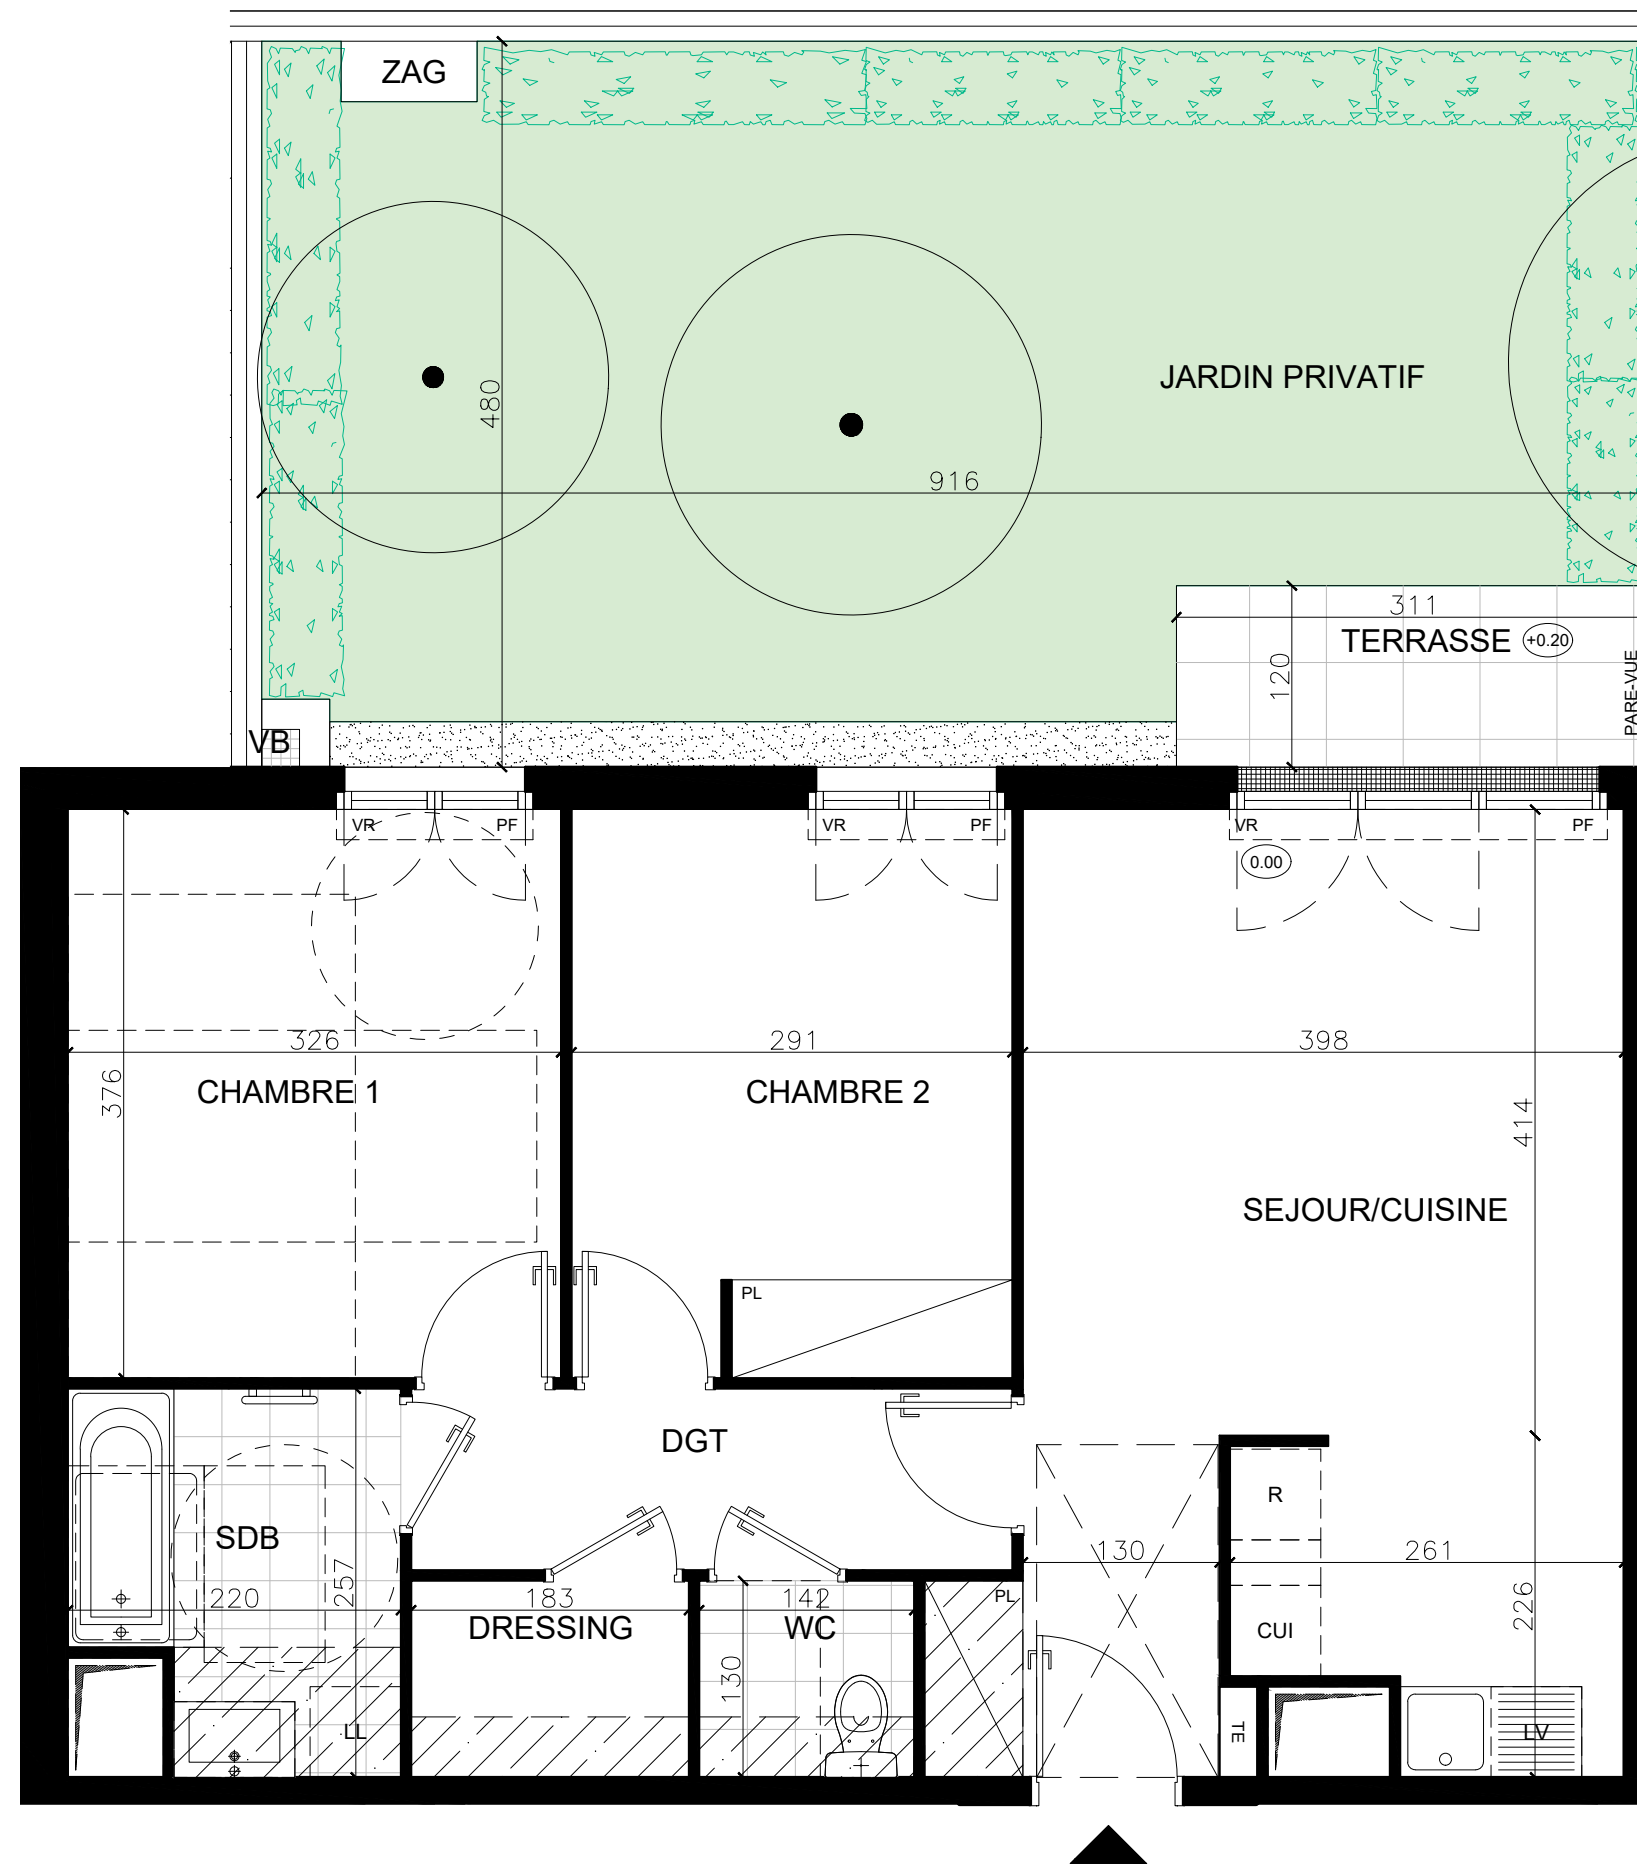 ZAG
JARDIN PRIVATIF
480
916
311
TERRASSE +0.20
120
PARE-VUE
VB
VR PF
VR PF
VR PF
0.00
326
291
398
376
CHAMBRE 1
CHAMBRE 2
414
SEJOUR/CUISINE
PL
DGT
R
SDB
257
130
261
220
183
142
PL
226
DRESSING
WC
CUI
130
LL
TE
LV